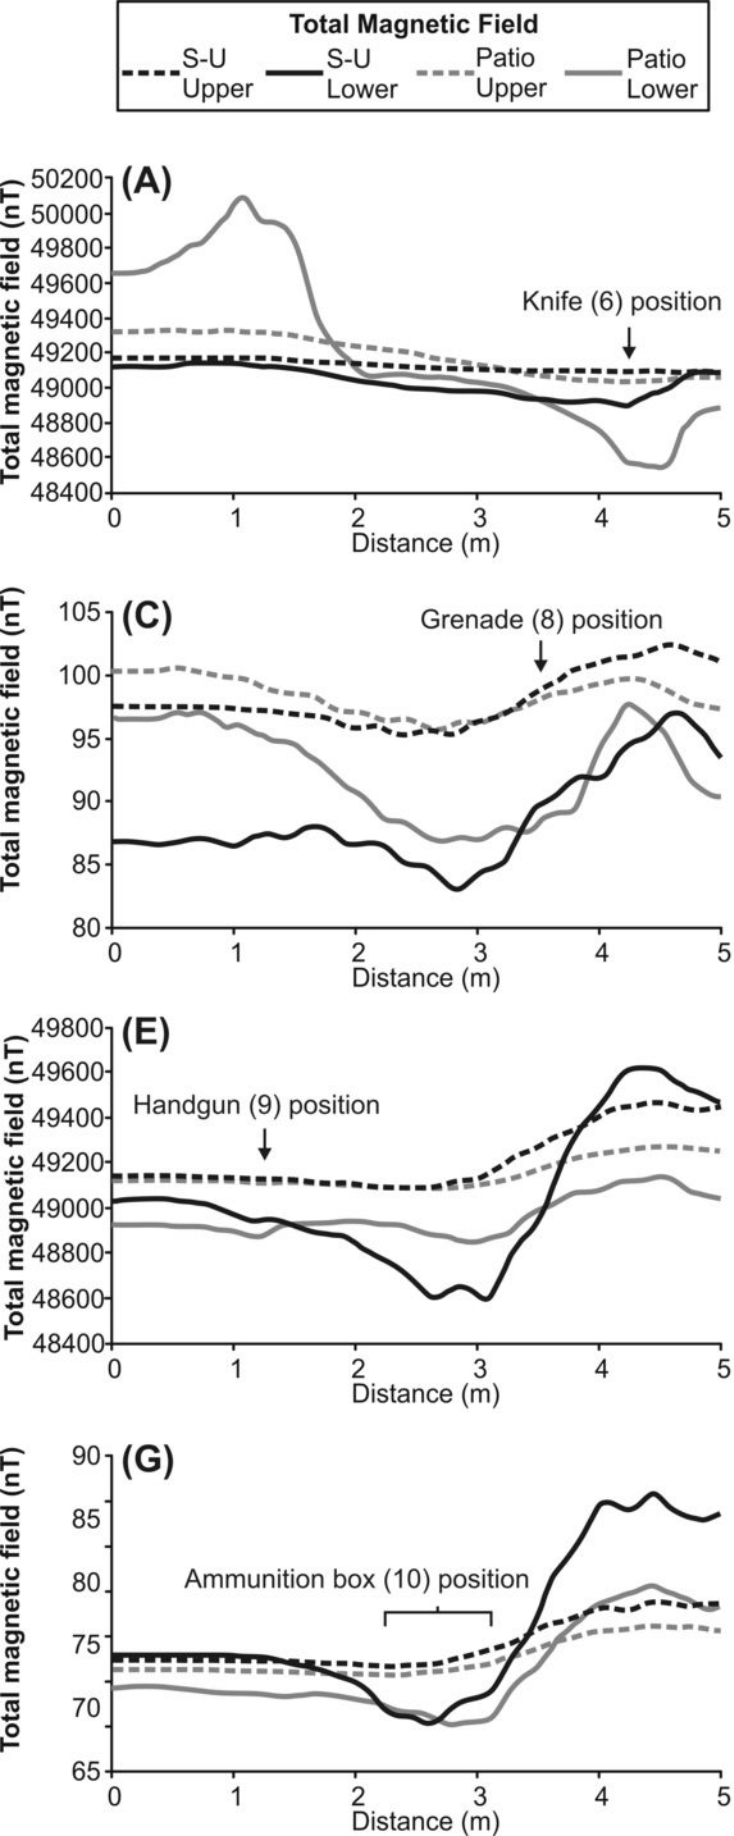 Total Magnetic Field
S-U Upper
S-U Lower
Patio Upper
Patio Lower
(A)
Total magnetic field (nT)
50200
50000
49800
49600
49400
49200
49000
48800
48600
48400
Knife (6) position
0 1 2 3 4 5
Distance (m)
(C)
Total magnetic field (nT)
105
100
95
90
85
80
Grenade (8) position
0 1 2 3 4 5
Distance (m)
(E)
Total magnetic field (nT)
49800
49600
49400
49200
49000
48800
48600
48400
Handgun (9) position
0 1 2 3 4 5
Distance (m)
(G)
Total magnetic field (nT)
90
85
80
75
70
65
Ammunition box (10) position
0 1 2 3 4 5
Distance (m)